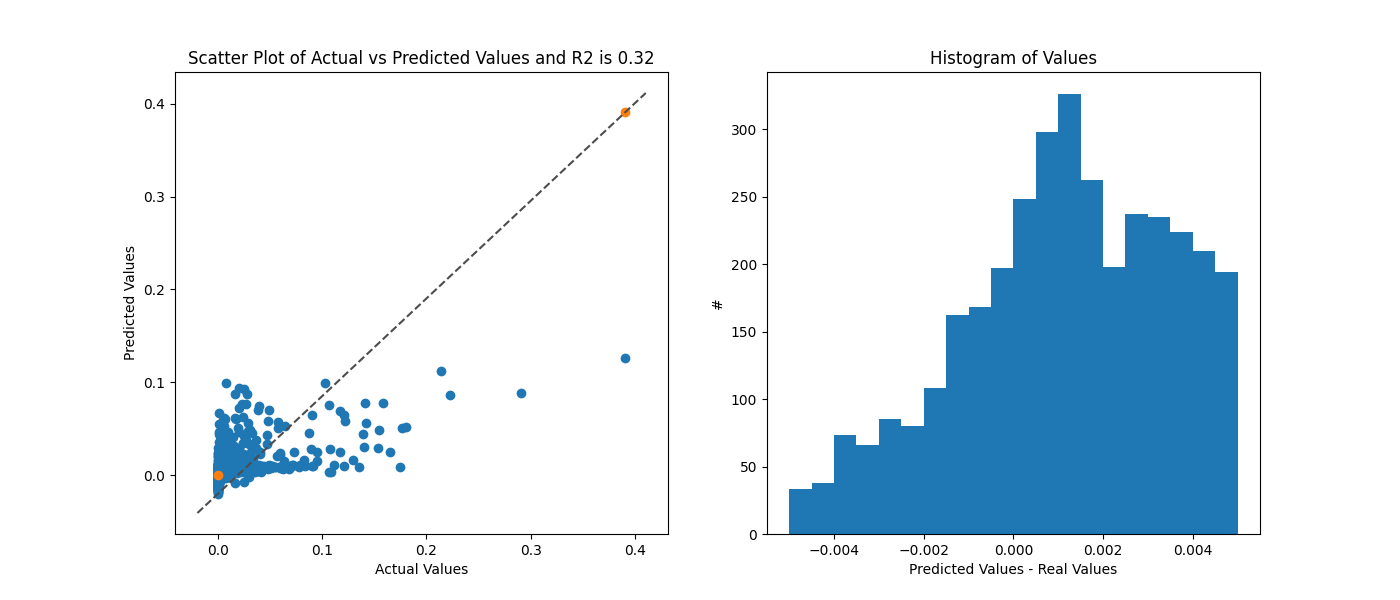 Scatter Plot of Actual vs Predicted Values and R2 is 0.32
0.4
0.3
0.2
0.1
0.0
Predicted Values
0.0 0.1 0.2 0.3 0.4
Actual Values
Histogram of Values
300
250
200
150
100
50
0
#
−0.004 −0.002 0.000 0.002 0.004
Predicted Values - Real Values